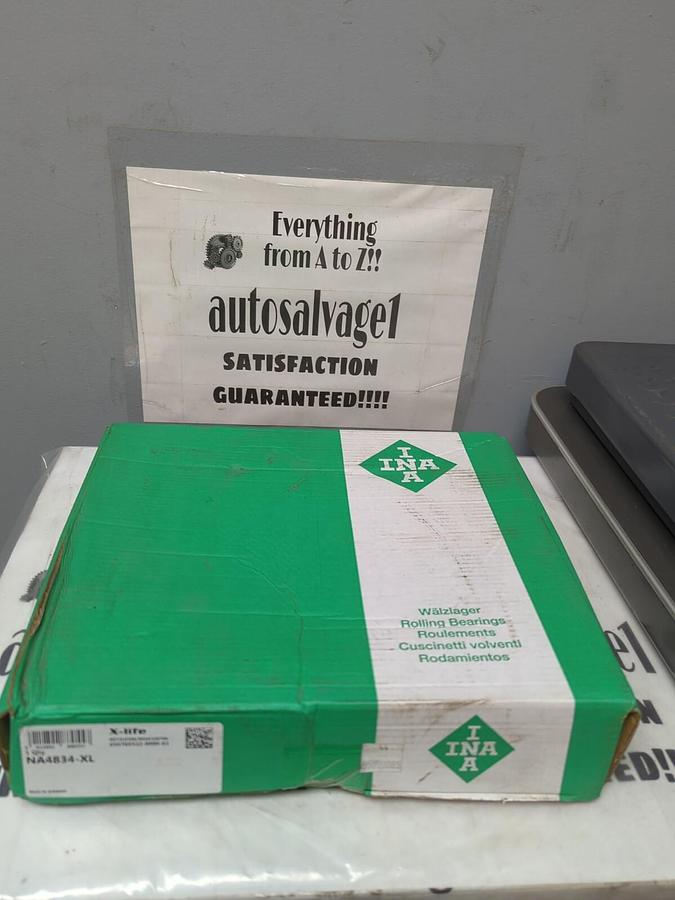 Everything
from A to Z!!
autosalvage1
SATISFACTION
GUARANTEED!!!!
I
INA
A
Wälzlager
Rolling Bearings
Roulements
Cuscinetti volventi
Rodamientos
X-life
NA4834-XL
I
INA
A